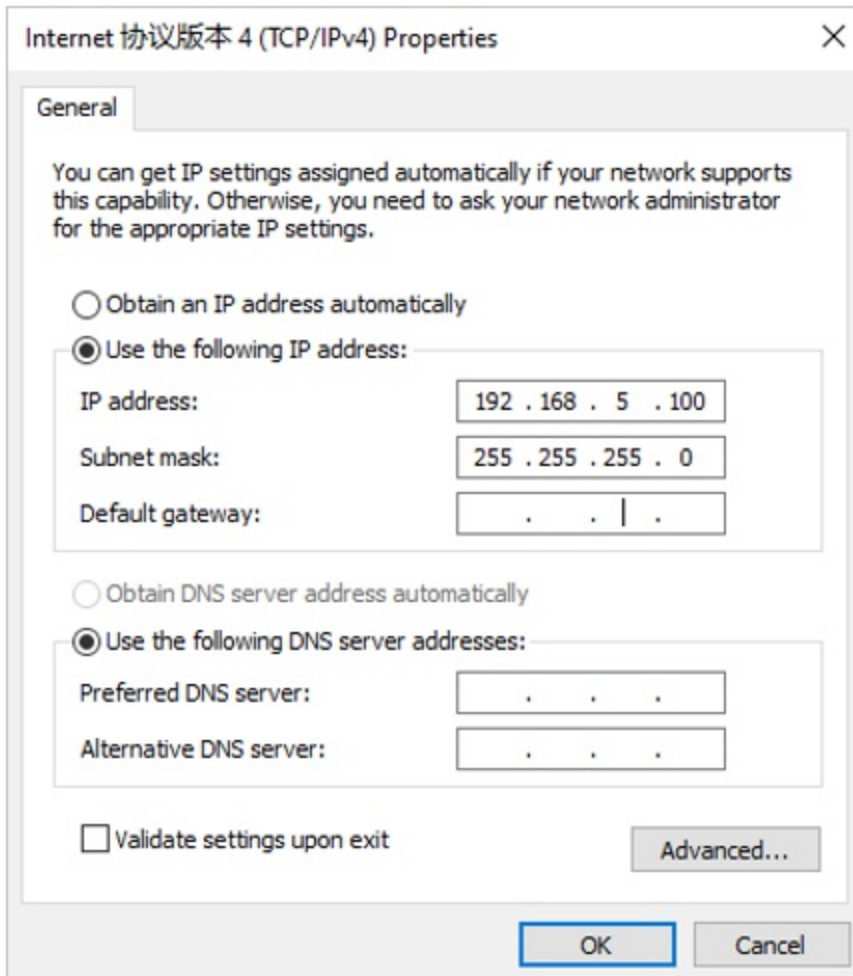 Internet 协议版本 4 (TCP/IPv4) Properties
General
You can get IP settings assigned automatically if your network supports
this capability. Otherwise, you need to ask your network administrator
for the appropriate IP settings.
Obtain an IP address automatically
Use the following IP address:
IP address: 192 . 168 . 5 . 100
Subnet mask: 255 . 255 . 255 . 0
Default gateway: . . .
Obtain DNS server address automatically
Use the following DNS server addresses:
Preferred DNS server: . . .
Alternative DNS server: . . .
Validate settings upon exit
Advanced...
OK Cancel